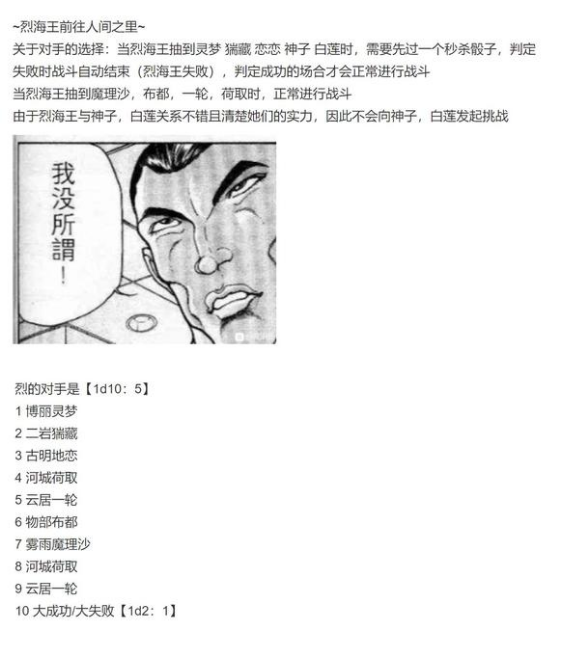 ~烈海王前往人间之里~
关于对手的选择：当烈海王抽到灵梦 猯藏 恋恋 神子 白莲时，需要先过一个秒杀骰子，判定
失败时战斗自动结束（烈海王失败），判定成功的场合才会正常进行战斗
当烈海王抽到魔理沙，布都，一轮，荷取时，正常进行战斗
由于烈海王与神子，白莲关系不错且清楚她们的实力，因此不会向神子，白莲发起挑战
我没所謂！
烈的对手是【1d10：5】
1 博丽灵梦
2 二岩猯藏
3 古明地恋
4 河城荷取
5 云居一轮
6 物部布都
7 雾雨魔理沙
8 河城荷取
9 云居一轮
10 大成功/大失败【1d2：1】